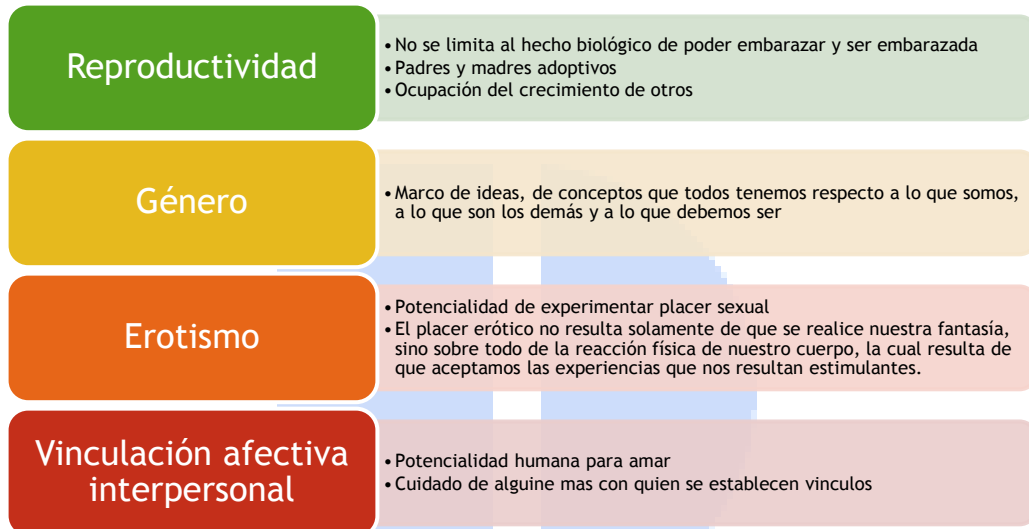 Reproductividad
• No se limita al hecho biológico de poder embarazar y ser embarazada
• Padres y madres adoptivos
• Ocupación del crecimiento de otros
Género
• Marco de ideas, de conceptos que todos tenemos respecto a lo que somos,
a lo que son los demás y a lo que debemos ser
Erotismo
• Potencialidad de experimentar placer sexual
• El placer erótico no resulta solamente de que se realice nuestra fantasía,
sino sobre todo de la reacción física de nuestro cuerpo, la cual resulta de
que aceptamos las experiencias que nos resultan estimulantes.
Vinculación afectiva
interpersonal
• Potencialidad humana para amar
• Cuidado de alguine mas con quien se establecen vinculos